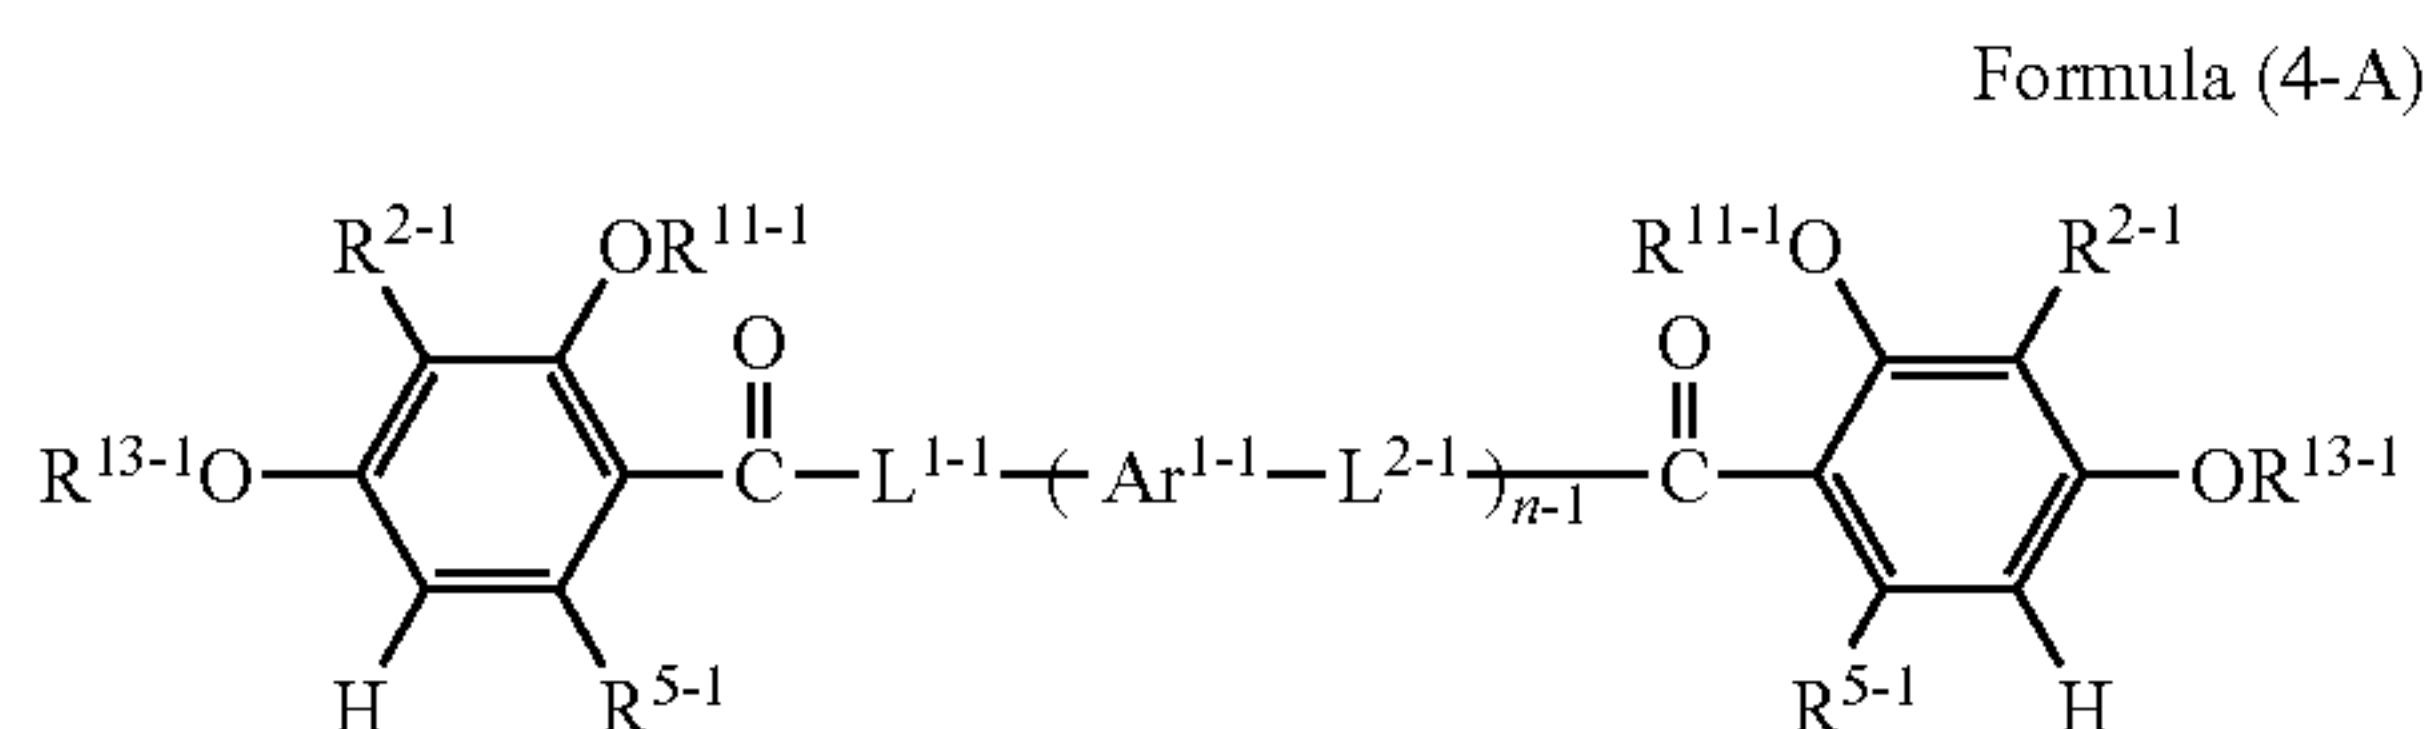 Formula (4-A)
R2-1 OR11-1 R11-1O R2-1
O O
R13-1O C L1-1 ( Ar1-1 L2-1 )n-1 C OR13-1
H R5-1 R5-1 H